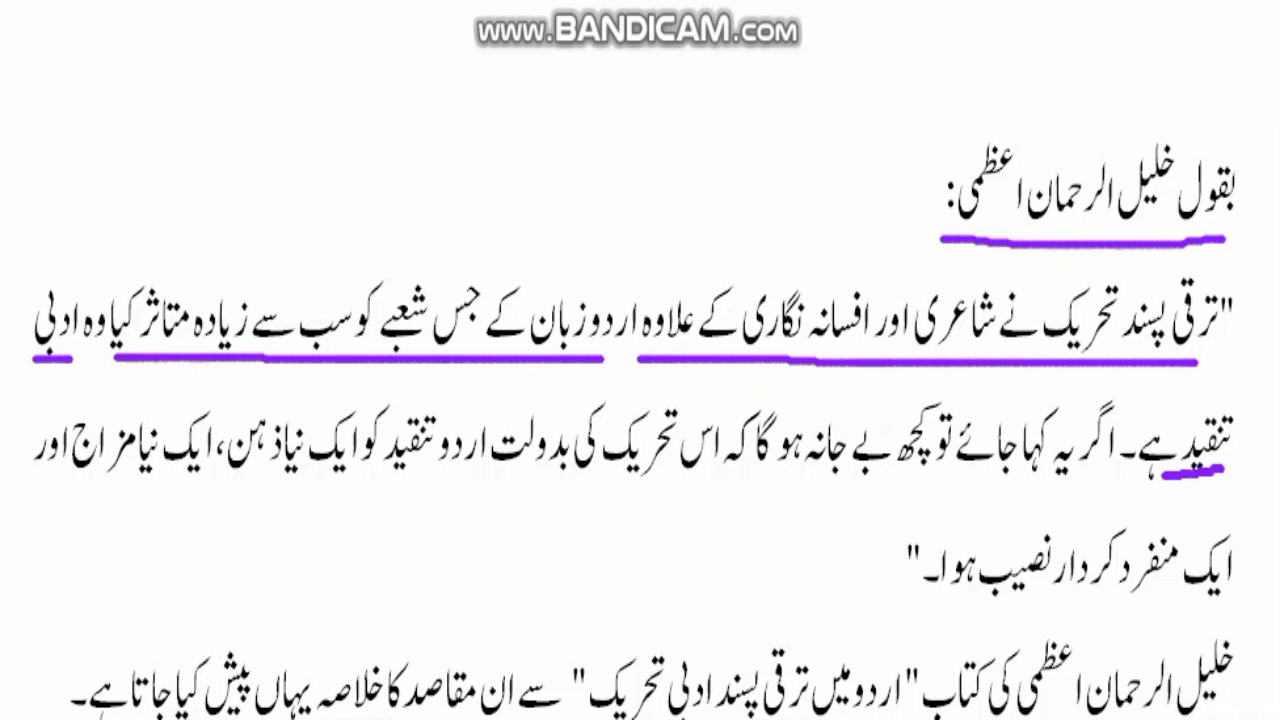 www.BANDICAM.com
بقول خلیل الرحمان اعظمی:
"ترقی پسند تحریک نے شاعری اور افسانہ نگاری کے علاوہ اردو زبان کے جس شعبے کو سب سے زیادہ متاثر کیا وہ ادبی
تنقید ہے۔ اگر یہ کہا جائے تو کچھ بے جا نہ ہو گا کہ اس تحریک کی بدولت اردو تنقید کو ایک نیا ذہن، ایک نیا مزاج اور
ایک منفرد کردار نصیب ہوا۔"
خلیل الرحمان اعظمی کی کتاب "اردو میں ترقی پسند ادبی تحریک" سے ان مقاصد کا خلاصہ یہاں پیش کیا جاتا ہے۔